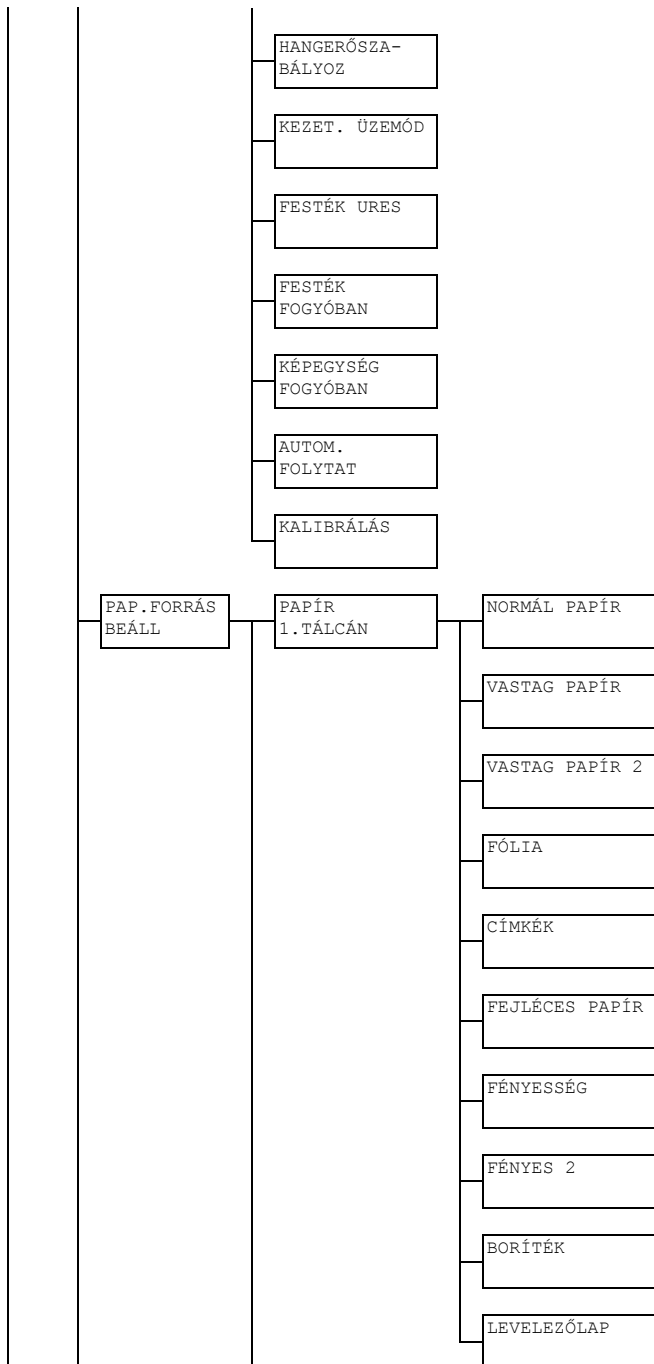 HANGERŐSZA-
BÁLYOZ
KEZET. ÜZEMÓD
FESTÉK URES
FESTÉK
FOGYÓBAN
KÉPEGYSÉG
FOGYÓBAN
AUTOM.
FOLYTAT
KALIBRÁLÁS
PAP.FORRÁS
BEÁLL
PAPÍR
1.TÁLCÁN
NORMÁL PAPÍR
VASTAG PAPÍR
VASTAG PAPÍR 2
FÓLIA
CÍMKÉK
FEJLÉCES PAPÍR
FÉNYESSÉG
FÉNYES 2
BORÍTÉK
LEVELEZŐLAP